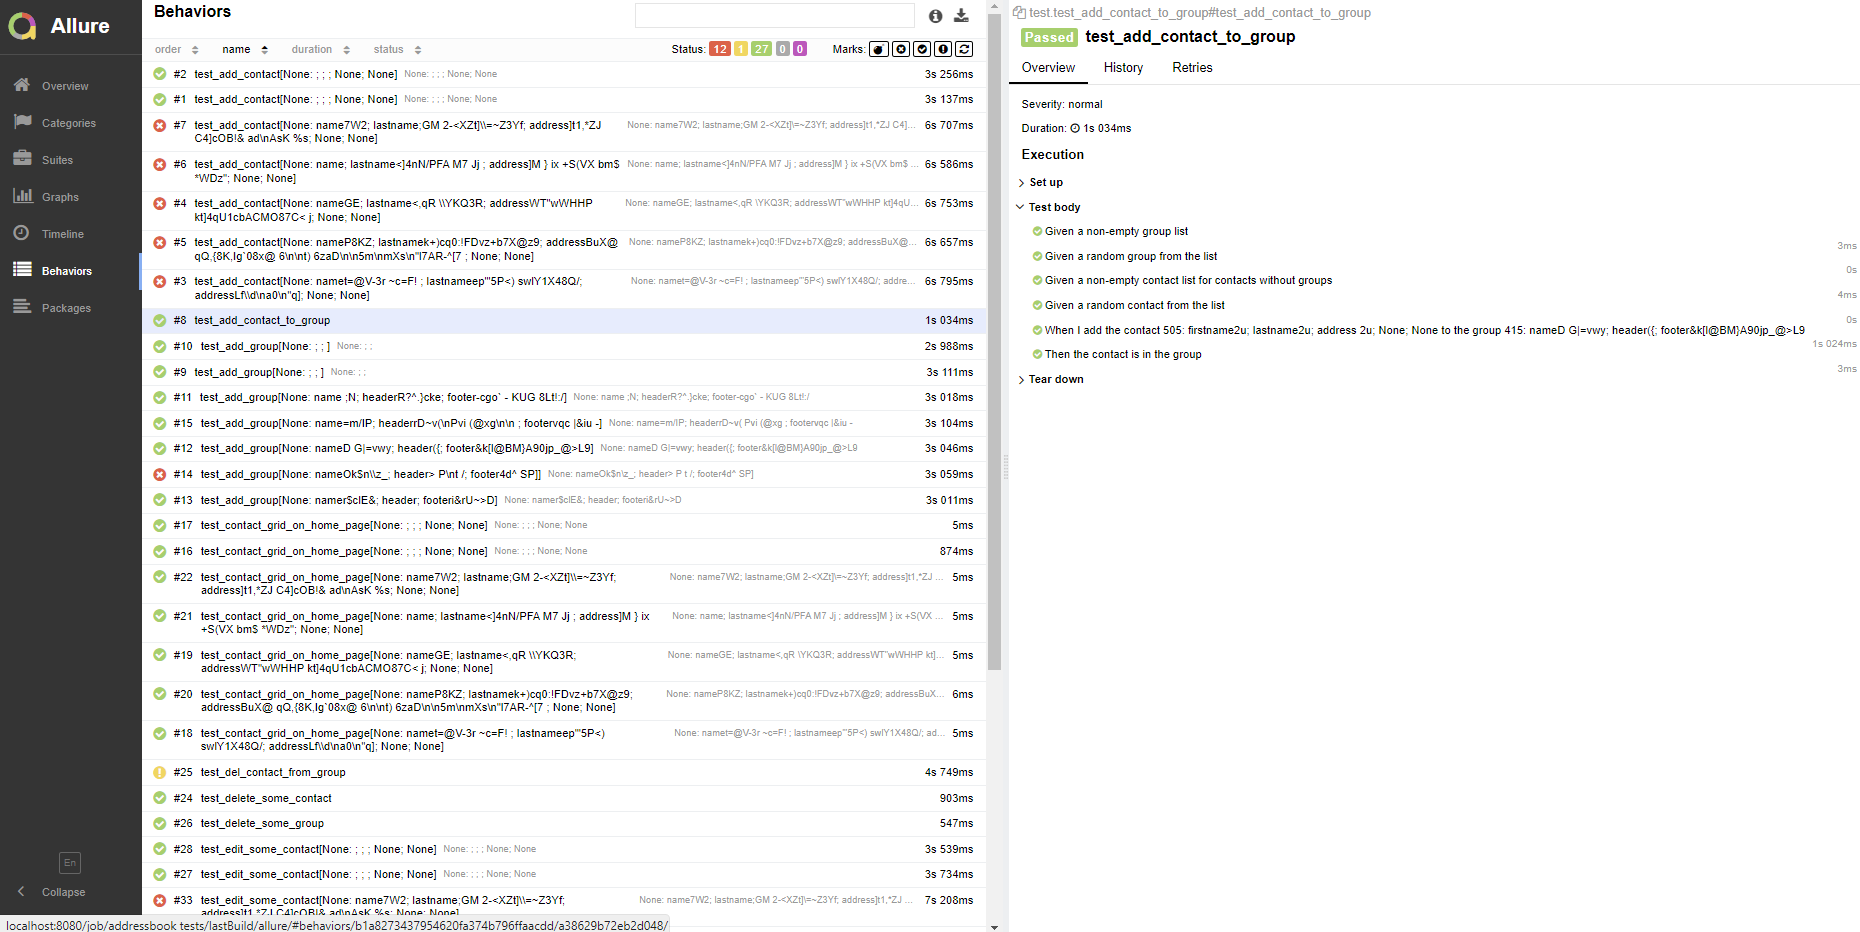 Allure
Overview
Categories
Suites
Graphs
Timeline
Behaviors
Packages
En
Collapse
Behaviors
order name duration status Status: 12 1 27 0 0 Marks:
#2 test_add_contact[None: ; ; ; None; None] None: ; ; ; None; None 3s 256ms
#1 test_add_contact[None: ; ; ; None; None] None: ; ; ; None; None 3s 137ms
#7 test_add_contact[None: name7W2; lastname;GM 2-<XZt]\\=~Z3Yf; address]t1,*ZJ None: name7W2; lastname;GM 2-<XZt]\=~Z3Yf; address]t1,*ZJ C4]... 6s 707ms
C4]cOB!& ad\nAsK %s; None; None]
#6 test_add_contact[None: name; lastname<]4nN/PFA M7 Jj ; address]M } ix +S(VX bm$ None: name; lastname<]4nN/PFA M7 Jj ; address]M } ix +S(VX bm$ ... 6s 586ms
*WDz"; None; None]
#4 test_add_contact[None: nameGE; lastname<,qR \\YKQ3R; addressWT"wWHHP None: nameGE; lastname<,qR \YKQ3R; addressWT"wWHHP kt]4qU... 6s 753ms
kt]4qU1cbACMO87C< j; None; None]
#5 test_add_contact[None: nameP8KZ; lastnamek+)cq0:!FDvz+b7X@z9; addressBuX@ None: nameP8KZ; lastnamek+)cq0:!FDvz+b7X@z9; addressBuX@... 6s 657ms
qQ,{8K,Ig`08x@ 6\n\nt) 6zaD\n\n5m\nmXs\n"l7AR-^[7 ; None; None]
#3 test_add_contact[None: namet=@V-3r ~c=F! ; lastnameep'"5P<) swIY1X48Q/; None: namet=@V-3r ~c=F! ; lastnameep'"5P<) swIY1X48Q/; addre... 6s 795ms
addressLf\\d\na0\n"q]; None; None]
#8 test_add_contact_to_group 1s 034ms
#10 test_add_group[None: ; ; ] None: ; ; 2s 988ms
#9 test_add_group[None: ; ; ] None: ; ; 3s 111ms
#11 test_add_group[None: name ;N; headerR?^.}cke; footer-cgo` - KUG 8Lt!:/] None: name ;N; headerR?^.}cke; footer-cgo` - KUG 8Lt!:/ 3s 018ms
#15 test_add_group[None: name=m/IP; headerrD~v(\nPvi (@xg\n\n ; footervqc |&iu -] None: name=m/IP; headerrD~v( Pvi (@xg ; footervqc |&iu - 3s 104ms
#12 test_add_group[None: nameD G|=vwy; header({; footer&k[l@BM}A90jp_@>L9] None: nameD G|=vwy; header({; footer&k[l@BM}A90jp_@>L9 3s 046ms
#14 test_add_group[None: nameOk$n\\z_; header> P\nt /; footer4d^ SP]] None: nameOk$n\z_; header> P t /; footer4d^ SP] 3s 059ms
#13 test_add_group[None: namer$cIE&; header; footeri&rU~>D] None: namer$cIE&; header; footeri&rU~>D 3s 011ms
#17 test_contact_grid_on_home_page[None: ; ; ; None; None] None: ; ; ; None; None 5ms
#16 test_contact_grid_on_home_page[None: ; ; ; None; None] None: ; ; ; None; None 874ms
#22 test_contact_grid_on_home_page[None: name7W2; lastname;GM 2-<XZt]\\=~Z3Yf; None: name7W2; lastname;GM 2-<XZt]\=~Z3Yf; address]t1,*ZJ ... 5ms
address]t1,*ZJ C4]cOB!& ad\nAsK %s; None; None]
#21 test_contact_grid_on_home_page[None: name; lastname<]4nN/PFA M7 Jj ; address]M } ix None: name; lastname<]4nN/PFA M7 Jj ; address]M } ix +S(VX ... 5ms
+S(VX bm$ *WDz"; None; None]
#19 test_contact_grid_on_home_page[None: nameGE; lastname<,qR \\YKQ3R; None: nameGE; lastname<,qR \YKQ3R; addressWT"wWHHP kt]... 5ms
addressWT"wWHHP kt]4qU1cbACMO87C< j; None; None]
#20 test_contact_grid_on_home_page[None: nameP8KZ; lastnamek+)cq0:!FDvz+b7X@z9; None: nameP8KZ; lastnamek+)cq0:!FDvz+b7X@z9; addressBuX... 6ms
addressBuX@ qQ,{8K,Ig`08x@ 6\n\nt) 6zaD\n\n5m\nmXs\n"l7AR-^[7 ; None; None]
#18 test_contact_grid_on_home_page[None: namet=@V-3r ~c=F! ; lastnameep'"5P<) None: namet=@V-3r ~c=F! ; lastnameep'"5P<) swIY1X48Q/; ad... 5ms
swIY1X48Q/; addressLf\\d\na0\n"q]; None; None]
#25 test_del_contact_from_group 4s 749ms
#24 test_delete_some_contact 903ms
#26 test_delete_some_group 547ms
#28 test_edit_some_contact[None: ; ; ; None; None] None: ; ; ; None; None 3s 539ms
#27 test_edit_some_contact[None: ; ; ; None; None] None: ; ; ; None; None 3s 734ms
#33 test_edit_some_contact[None: name7W2; lastname;GM 2-<XZt]\\=~Z3Yf; None: name7W2; lastname;GM 2-<XZt]\=~Z3Yf; address]t1,*ZJ ... 7s 208ms
address]t1,*ZJ C4]cOB!& ad\nAsK %s; None; None]
localhost:8080/job/addressbook tests/lastBuild/allure/#behaviors/b1a8273437954620fa374b796ffaacdd/a38629b72eb2d048/
test.test_add_contact_to_group#test_add_contact_to_group
Passed test_add_contact_to_group
Overview History Retries
Severity: normal
Duration: 1s 034ms
Execution
Set up
Test body
Given a non-empty group list
3ms
Given a random group from the list
0s
Given a non-empty contact list for contacts without groups
4ms
Given a random contact from the list
0s
When I add the contact 505: firstname2u; lastname2u; address 2u; None; None to the group 415: nameD G|=vwy; header({; footer&k[l@BM}A90jp_@>L9
1s 024ms
Then the contact is in the group
3ms
Tear down